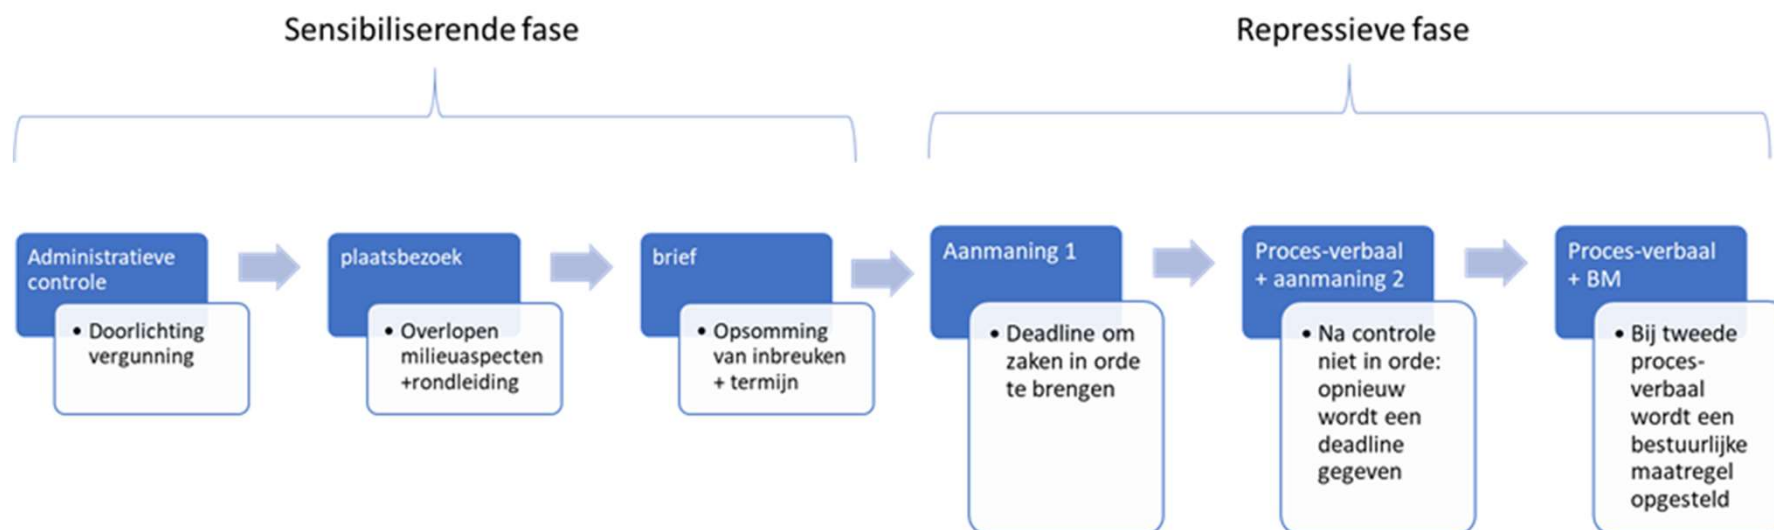 Sensibiliserende fase
Repressieve fase
Administratieve
controle
• Doorlichting
vergunning
plaatsbezoek
• Overlopen
milieuaspecten
+rondleiding
brief
• Opsomming
van inbreuken
+ termijn
Aanmaning 1
• Deadline om
zaken in orde
te brengen
Proces-verbaal
+ aanmaning 2
• Na controle
niet in orde:
opnieuw
wordt een
deadline
gegeven
Proces-verbaal
+ BM
• Bij tweede
proces-
verbaal
wordt een
bestuurlijke
maatregel
opgesteld